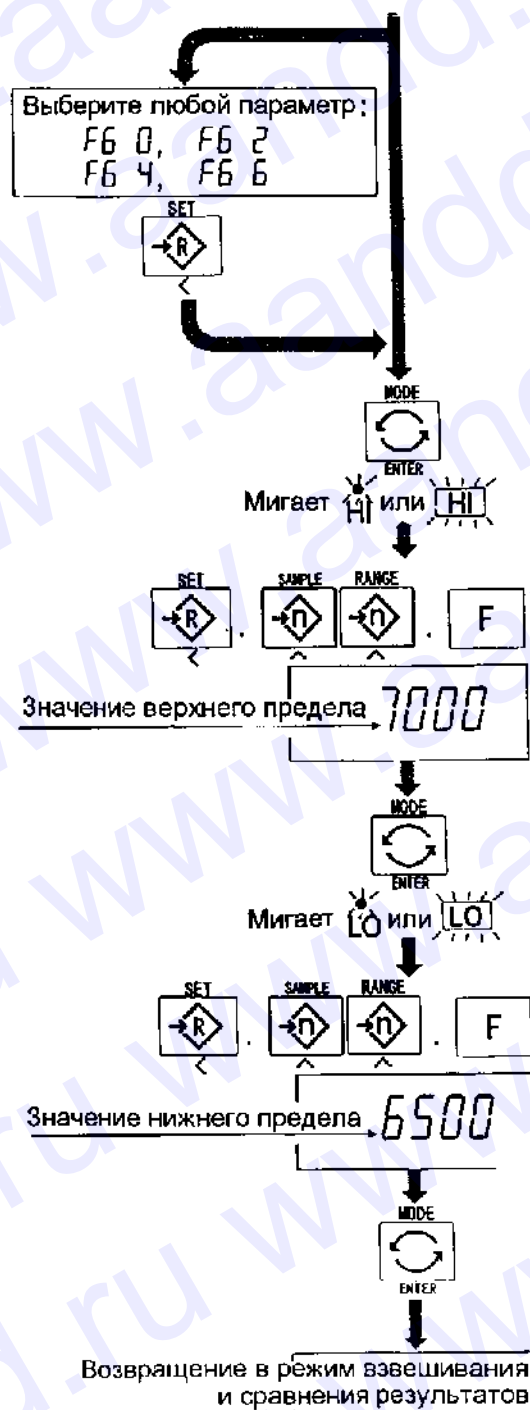 Выберите любой параметр:
F6 0, F6 2
F6 4, F6 6
SET
R
MODE
ENTER
Мигает HI или HI
SET SAMPLE RANGE
R . n n . F
Значение верхнего предела 7000
MODE
ENTER
Мигает LO или LO
SET SAMPLE RANGE
R . n n . F
Значение нижнего предела 6500
MODE
ENTER
Возвращение в режим взвешивания
и сравнения результатов